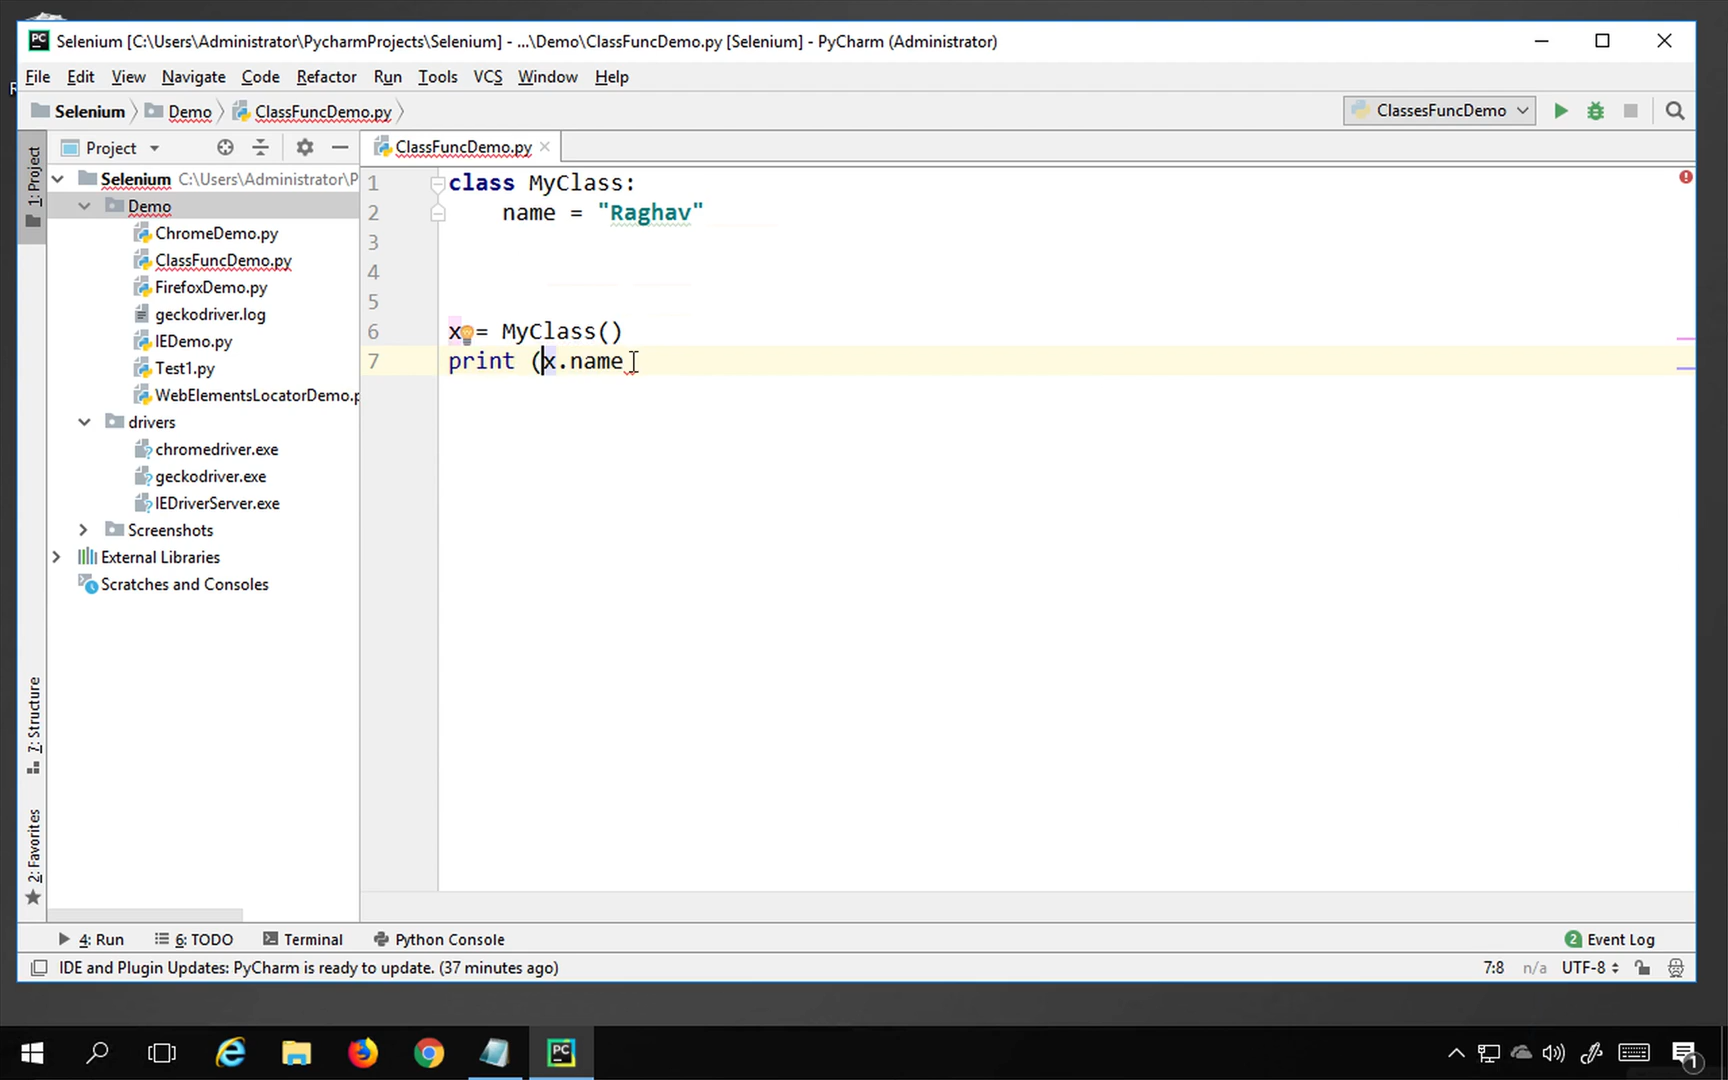 Selenium [C:\Users\Administrator\PycharmProjects\Selenium] - ...\Demo\ClassFuncDemo.py [Selenium] - PyCharm (Administrator)
File Edit View Navigate Code Refactor Run Tools VCS Window Help
Selenium Demo ClassFuncDemo.py ClassesFuncDemo
1: Project
Project
ClassFuncDemo.py
Selenium C:\Users\Administrator\P
Demo
ChromeDemo.py
ClassFuncDemo.py
FirefoxDemo.py
geckodriver.log
IEDemo.py
Test1.py
WebElementsLocatorDemo.p
drivers
chromedriver.exe
geckodriver.exe
IEDriverServer.exe
Screenshots
External Libraries
Scratches and Consoles
1 class MyClass:
2 name = "Raghav"
3
4
5
6 x = MyClass()
7 print (x.name
7: Structure
2: Favorites
4: Run 6: TODO Terminal Python Console 2 Event Log
IDE and Plugin Updates: PyCharm is ready to update. (37 minutes ago) 7:8 n/a UTF-8
PC
1